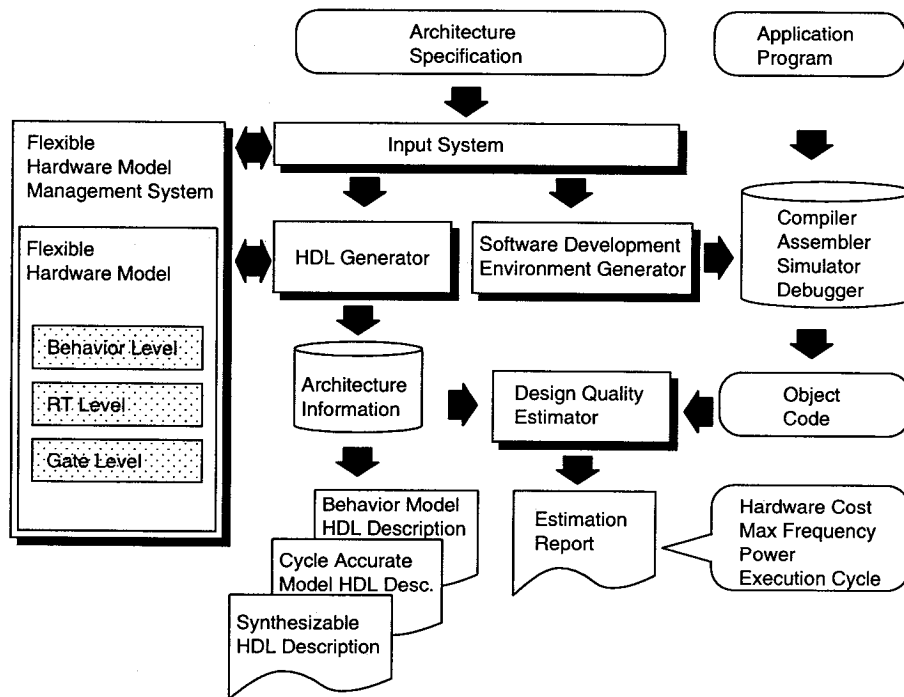 Architecture
Specification
Application
Program
Flexible
Hardware Model
Management System
Input System
Flexible
Hardware Model
HDL Generator
Software Development
Environment Generator
Compiler
Assembler
Simulator
Debugger
Behavior Level
RT Level
Gate Level
Architecture
Information
Design Quality
Estimator
Object
Code
Behavior Model
HDL Description
Cycle Accurate
Model HDL Desc.
Synthesizable
HDL Description
Estimation
Report
Hardware Cost
Max Frequency
Power
Execution Cycle